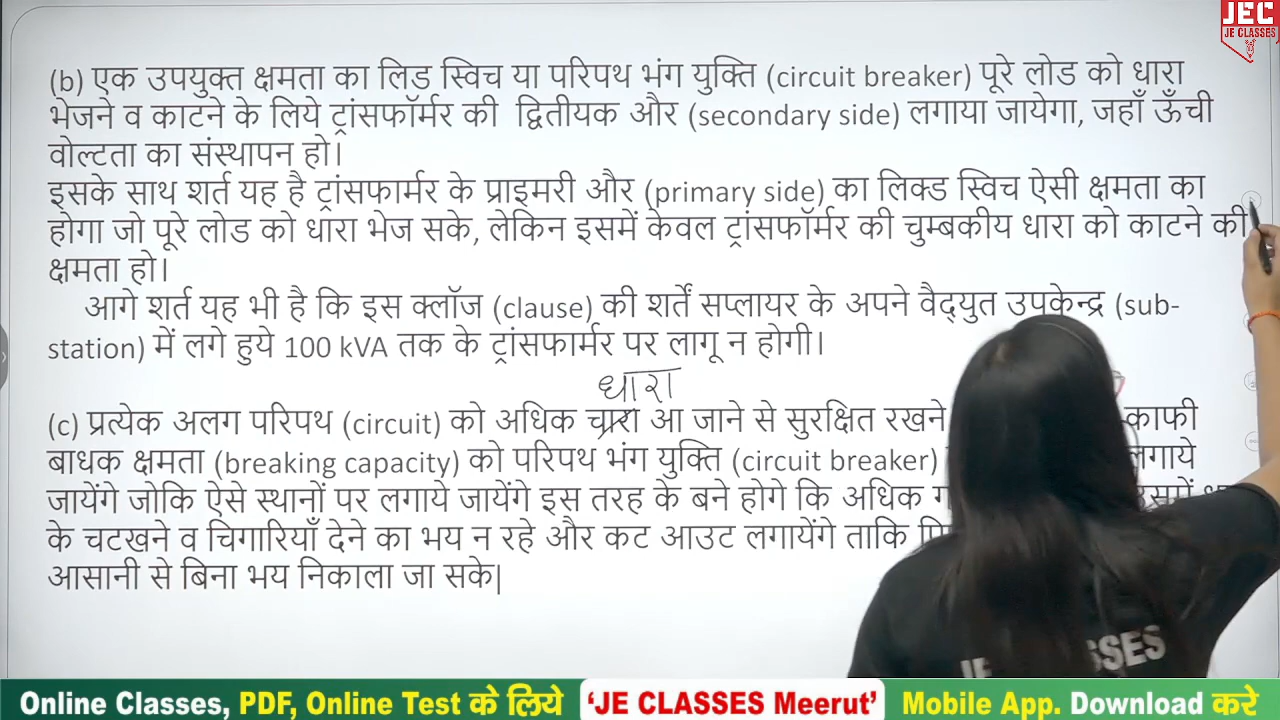 JEC
JE CLASSES
(b) एक उपयुक्त क्षमता का लिड स्विच या परिपथ भंग युक्ति (circuit breaker) पूरे लोड को धारा
भेजने व काटने के लिये ट्रांसफॉर्मर की द्वितीयक और (secondary side) लगाया जायेगा, जहाँ ऊँची
वोल्टता का संस्थापन हो।
इसके साथ शर्त यह है ट्रांसफार्मर के प्राइमरी और (primary side) का लिक्ड स्विच ऐसी क्षमता का
होगा जो पूरे लोड को धारा भेज सके, लेकिन इसमें केवल ट्रांसफॉर्मर की चुम्बकीय धारा को काटने की
क्षमता हो।
आगे शर्त यह भी है कि इस क्लॉज (clause) की शर्तें सप्लायर के अपने वैद्युत उपकेन्द्र (sub-
station) में लगे हुये 100 kVA तक के ट्रांसफार्मर पर लागू न होगी।
धारा
(c) प्रत्येक अलग परिपथ (circuit) को अधिक चारा आ जाने से सुरक्षित रखने काफी
बाधक क्षमता (breaking capacity) को परिपथ भंग युक्ति (circuit breaker) लगाये
जायेंगे जोकि ऐसे स्थानों पर लगाये जायेंगे इस तरह के बने होगे कि अधिक
के चटखने व चिगारियाँ देने का भय न रहे और कट आउट लगायेंगे ताकि
आसानी से बिना भय निकाला जा सके|
JE CLASSES
Online Classes, PDF, Online Test के लिये 'JE CLASSES Meerut' Mobile App. Download करे